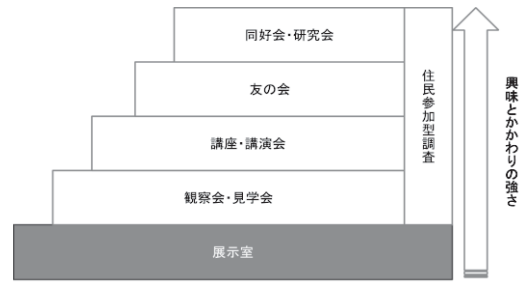 同好会・研究会
友の会
講座・講演会
観察会・見学会
展示室
住民参加型調査
興味とかかわりの強さ